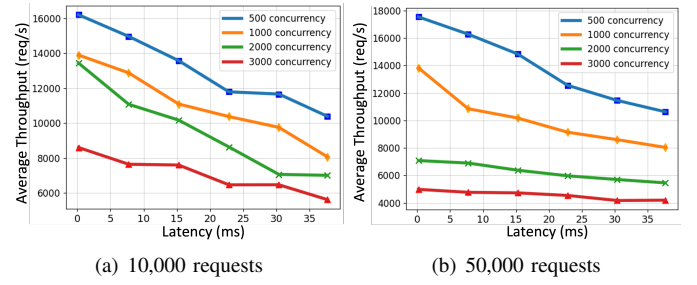 Average Throughput (req/s)
16000
14000
12000
10000
8000
6000
500 concurrency
1000 concurrency
2000 concurrency
3000 concurrency
0 5 10 15 20 25 30 35
Latency (ms)
(a) 10,000 requests
Average Throughput (req/s)
18000
16000
14000
12000
10000
8000
6000
4000
500 concurrency
1000 concurrency
2000 concurrency
3000 concurrency
0 5 10 15 20 25 30 35
Latency (ms)
(b) 50,000 requests